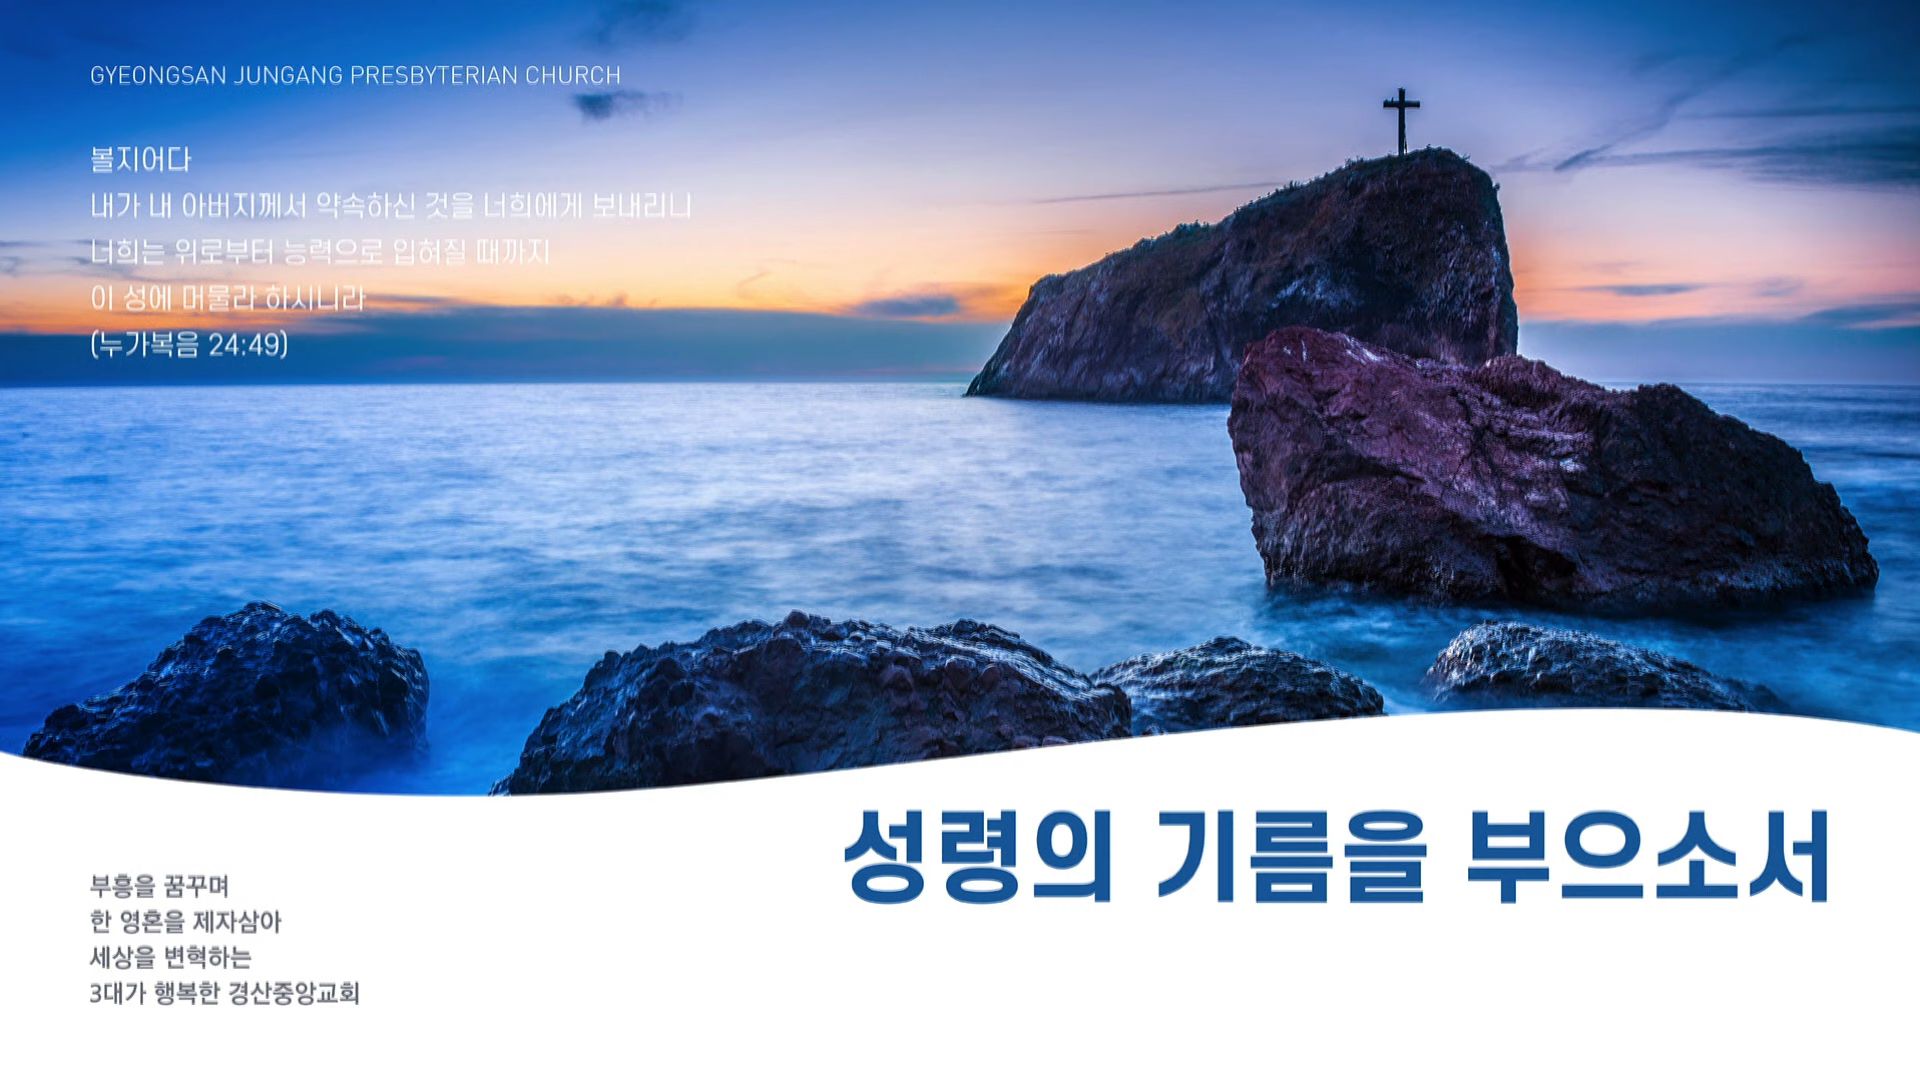 GYEONGSAN JUNGANG PRESBYTERIAN CHURCH
볼지어다
내가 내 아버지께서 약속하신 것을 너희에게 보내리니
너희는 위로부터 능력으로 입혀질 때까지
이 성에 머물라 하시니라
(누가복음 24:49)
성령의 기름을 부으소서
부흥을 꿈꾸며
한 영혼을 제자삼아
세상을 변혁하는
3대가 행복한 경산중앙교회